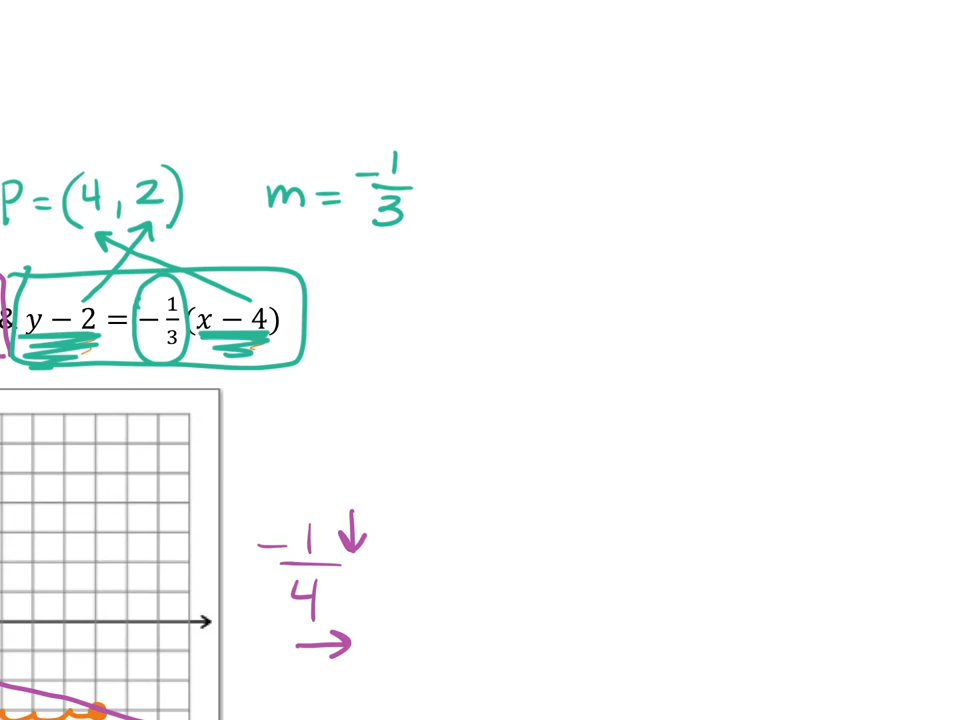 P = (4, 2) m = -1/3
& y − 2 = −1/3 (x − 4)
-1 ↓
4
→